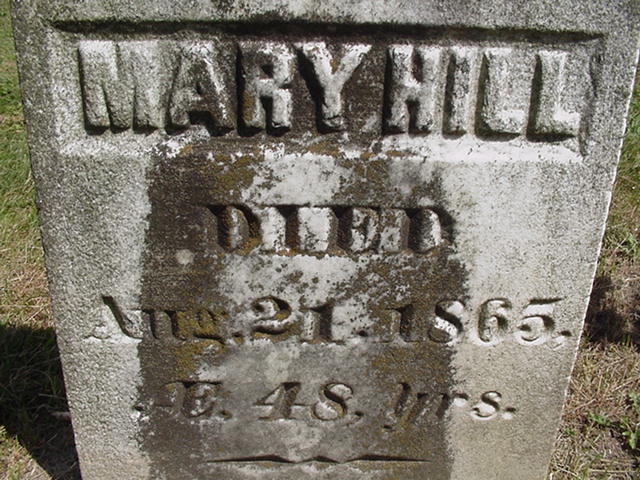 MARY HILL
DIED
Aug. 21. 1865,
Æ. 48, yrs.